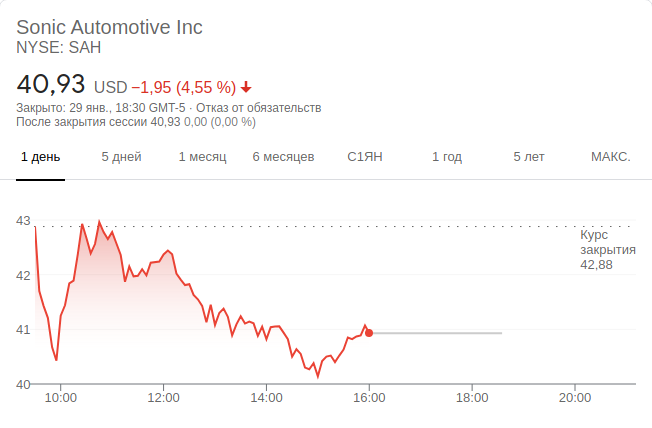 Sonic Automotive Inc
NYSE: SAH
40,93 USD −1,95 (4,55 %)
Закрыто: 29 янв., 18:30 GMT-5 · Отказ от обязательств
После закрытия сессии 40,93 0,00 (0,00 %)
1 день 5 дней 1 месяц 6 месяцев С1ЯН 1 год 5 лет МАКС.
43
Курс
закрытия
42,88
42
41
40
10:00 12:00 14:00 16:00 18:00 20:00